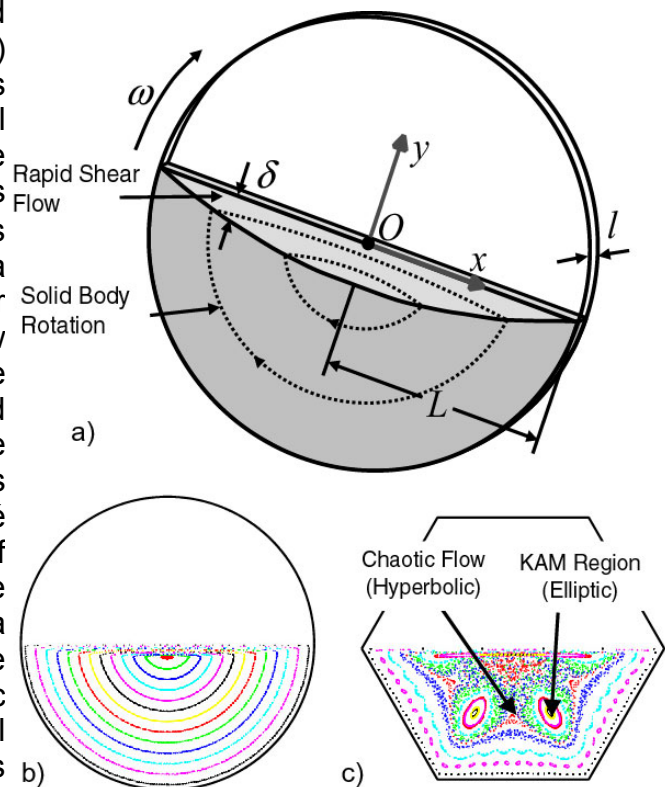 ω
y
Rapid Shear
Flow
δ
O
l
x
Solid Body
Rotation
L
a)
Chaotic Flow
(Hyperbolic)
KAM Region
(Elliptic)
b)
c)